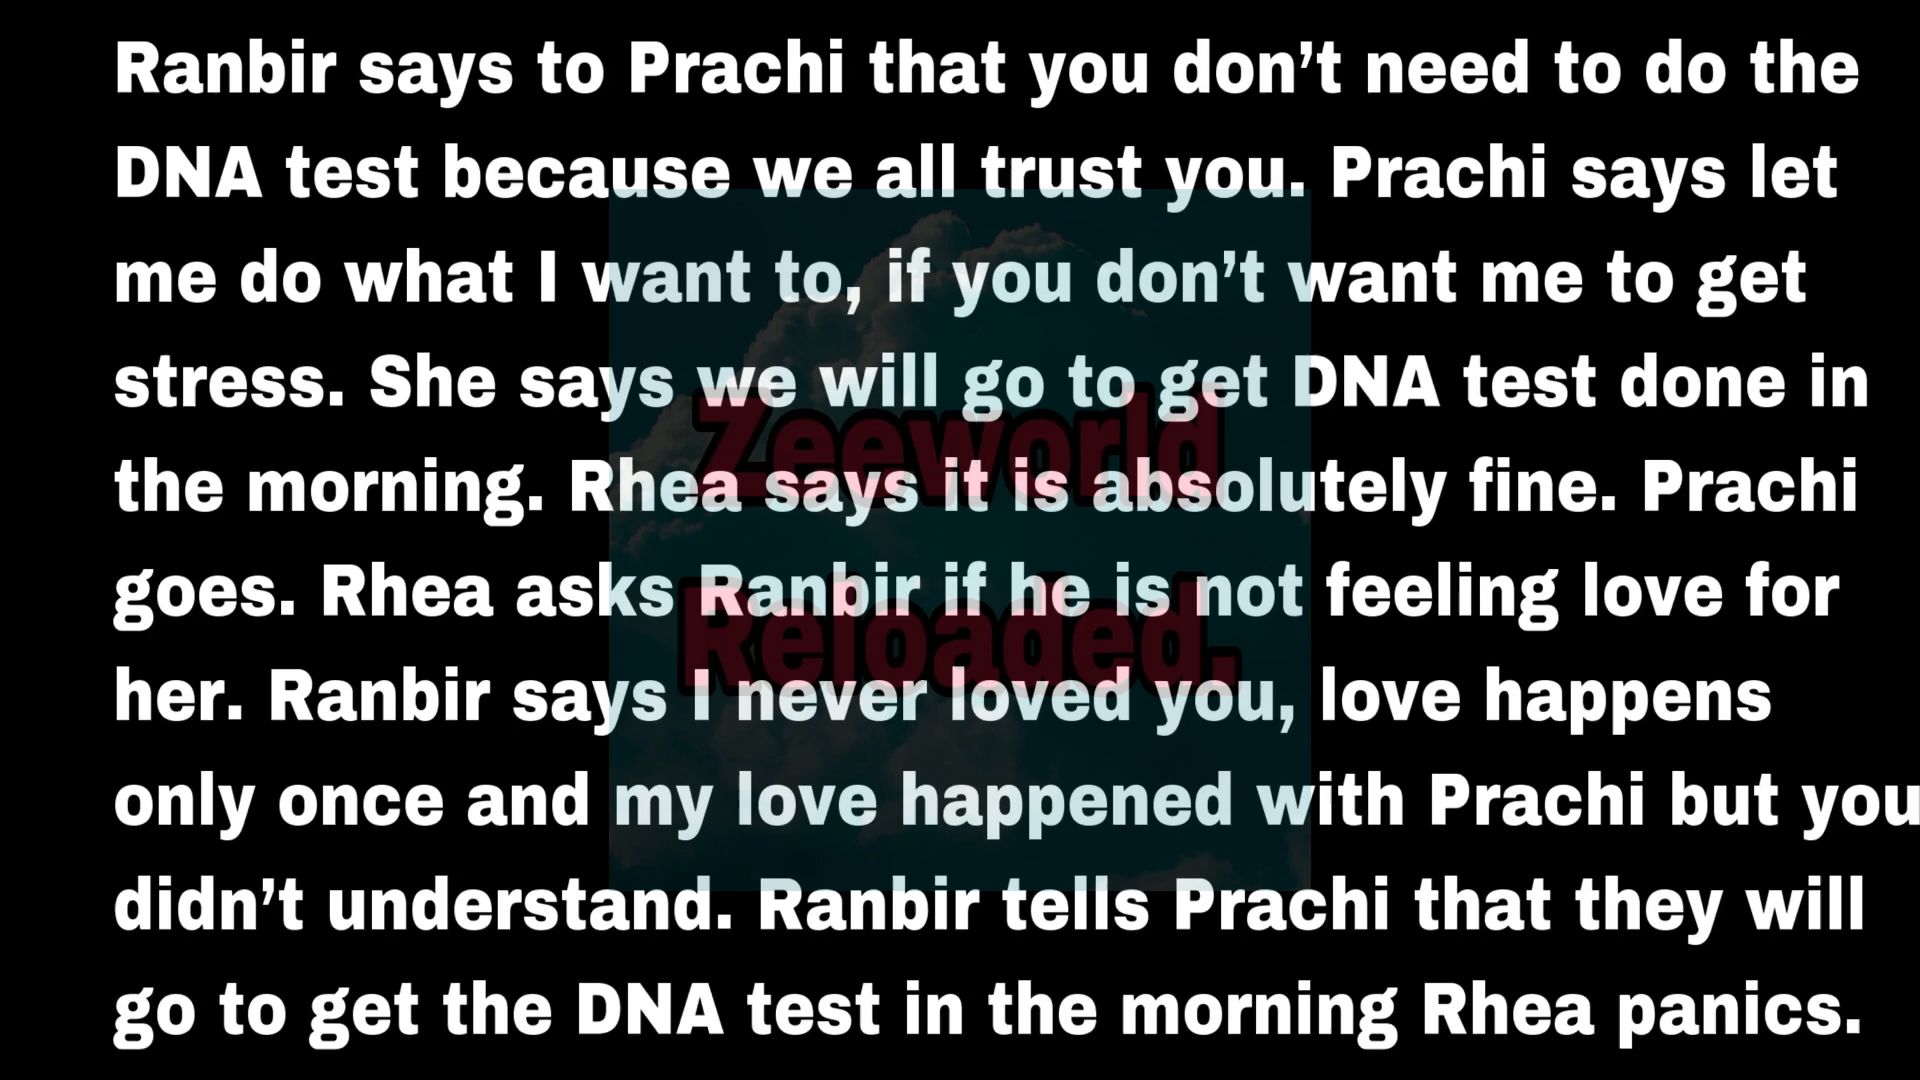 Ranbir says to Prachi that you don’t need to do the
DNA test because we all trust you. Prachi says let
me do what I want to, if you don’t want me to get
stress. She says we will go to get DNA test done in
the morning. Rhea says it is absolutely fine. Prachi
goes. Rhea asks Ranbir if he is not feeling love for
her. Ranbir says I never loved you, love happens
only once and my love happened with Prachi but you
didn’t understand. Ranbir tells Prachi that they will
go to get the DNA test in the morning Rhea panics.
Zeeworld
Reloaded.